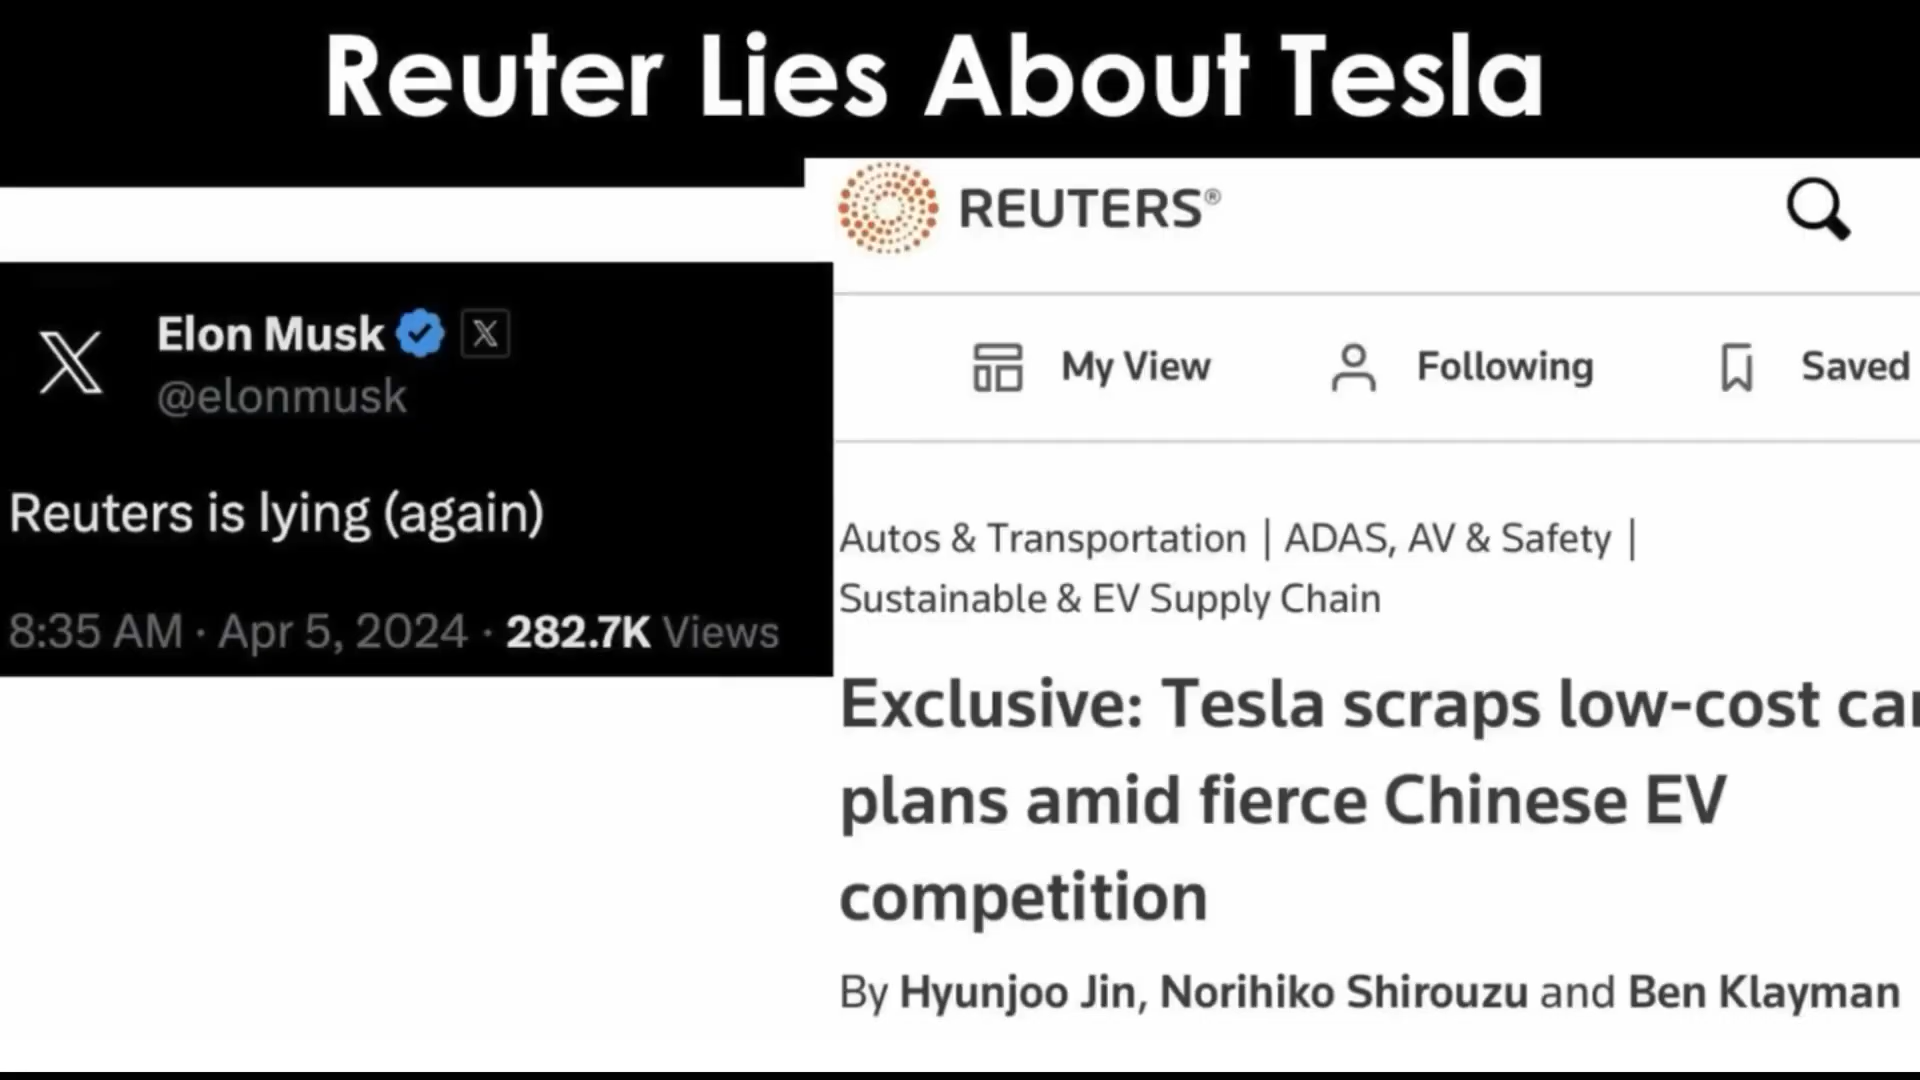 Reuter Lies About Tesla
Elon Musk
@elonmusk
Reuters is lying (again)
8:35 AM · Apr 5, 2024 · 282.7K Views
REUTERS®
My View Following Saved
Autos & Transportation | ADAS, AV & Safety |
Sustainable & EV Supply Chain
Exclusive: Tesla scraps low-cost car
plans amid fierce Chinese EV
competition
By Hyunjoo Jin, Norihiko Shirouzu and Ben Klayman